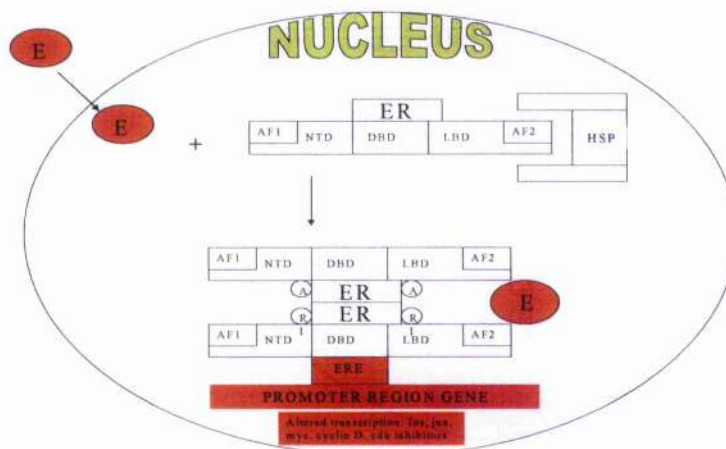 NUCLEUS
E
E
+
ER
AF1 NTD DBD LBD AF2
HSP
AF1 NTD DBD LBD AF2
A ER A
E
R ER R
I I
AF1 NTD DBD LBD AF2
ERE
PROMOTER REGION GENE
Altered transcription: fos, jun,
myc, cyclin D, cdk inhibitors